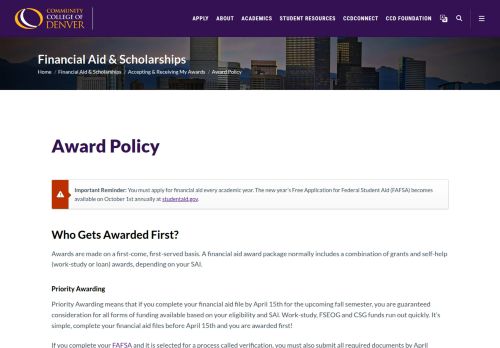 COMMUNITY
COLLEGE OF
DENVER
APPLY ABOUT ACADEMICS STUDENT RESOURCES CCDCONNECT CCD FOUNDATION
Financial Aid & Scholarships
Home / Financial Aid & Scholarships / Accepting & Receiving My Awards / Award Policy
Award Policy
Important Reminder: You must apply for financial aid every academic year. The new year's Free Application for Federal Student Aid (FAFSA) becomes
available on October 1st annually at studentaid.gov.
Who Gets Awarded First?
Awards are made on a first-come, first-served basis. A financial aid award package normally includes a combination of grants and self-help
(work-study or loan) awards, depending on your SAI.
Priority Awarding
Priority Awarding means that if you complete your financial aid file by April 15th for the upcoming fall semester, you are guaranteed
consideration for all forms of funding available based on your eligibility and SAI. Work-study, FSEOG and CSG funds run out quickly. It's
simple, complete your financial aid files before April 15th and you are awarded first!
If you complete your FAFSA and it is selected for a process called verification, you must also submit all required documents by April